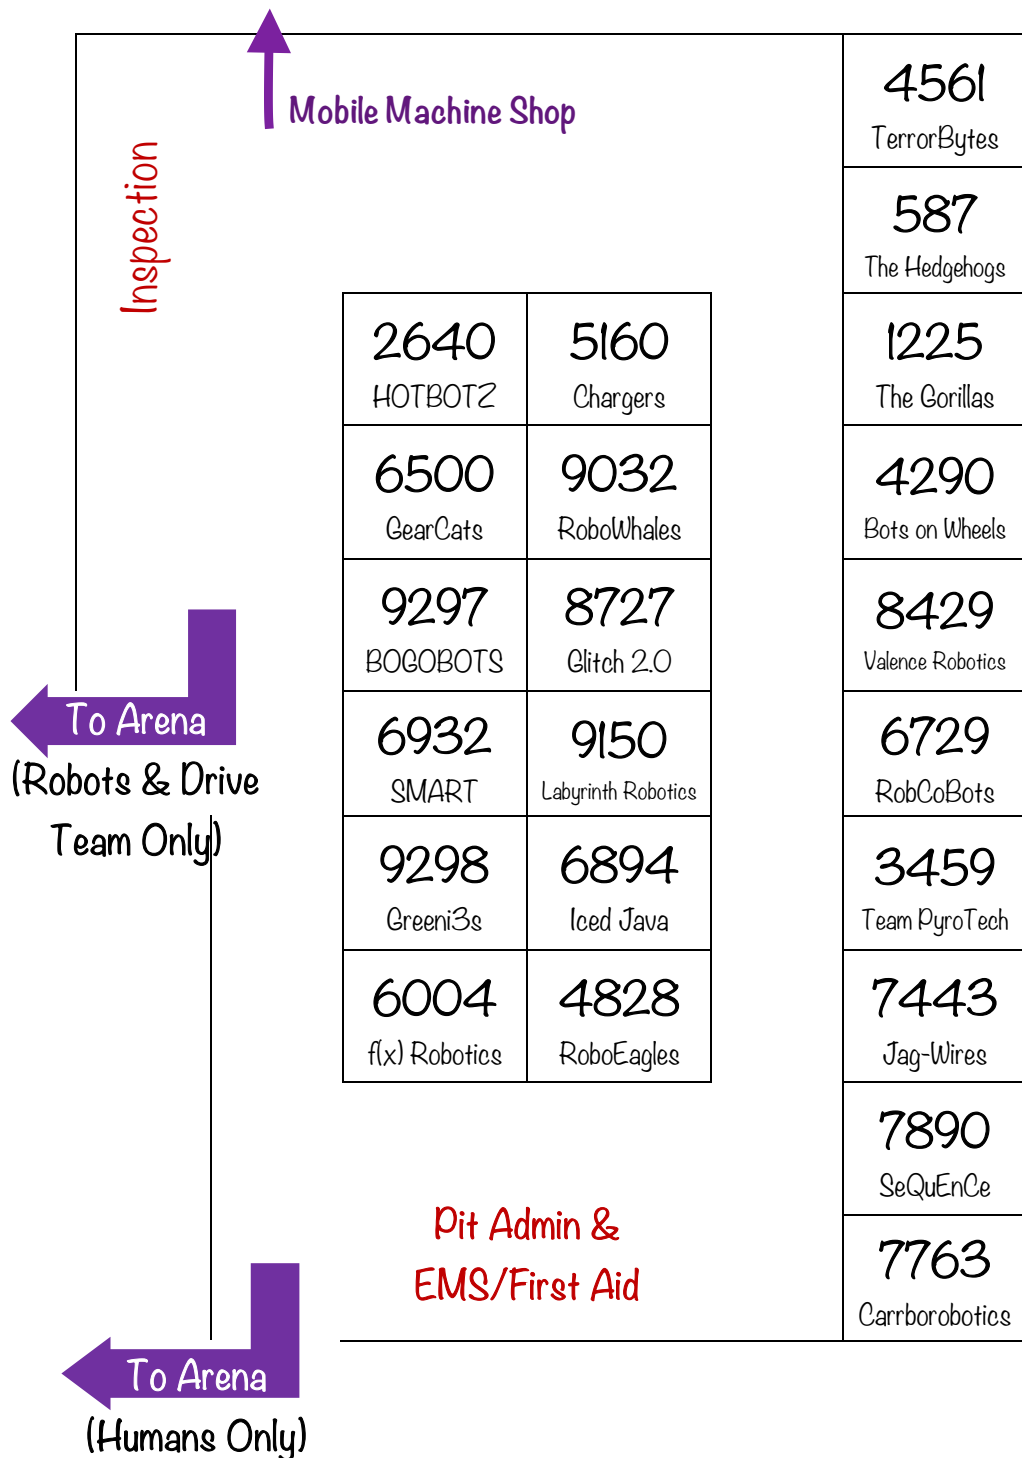 Mobile Machine Shop
Inspection
4561
TerrorBytes
587
The Hedgehogs
2640
HOTBOTZ
5160
Chargers
1225
The Gorillas
6500
GearCats
9032
RoboWhales
4290
Bots on Wheels
9297
BOGOBOTS
8727
Glitch 2.0
8429
Valence Robotics
To Arena
(Robots & Drive
Team Only)
6932
SMART
9150
Labyrinth Robotics
6729
RobCoBots
9298
Greeni3s
6894
Iced Java
3459
Team PyroTech
6004
f(x) Robotics
4828
RoboEagles
7443
Jag-Wires
7890
SeQuEnCe
Pit Admin &
EMS/First Aid
7763
Carrborobotics
To Arena
(Humans Only)